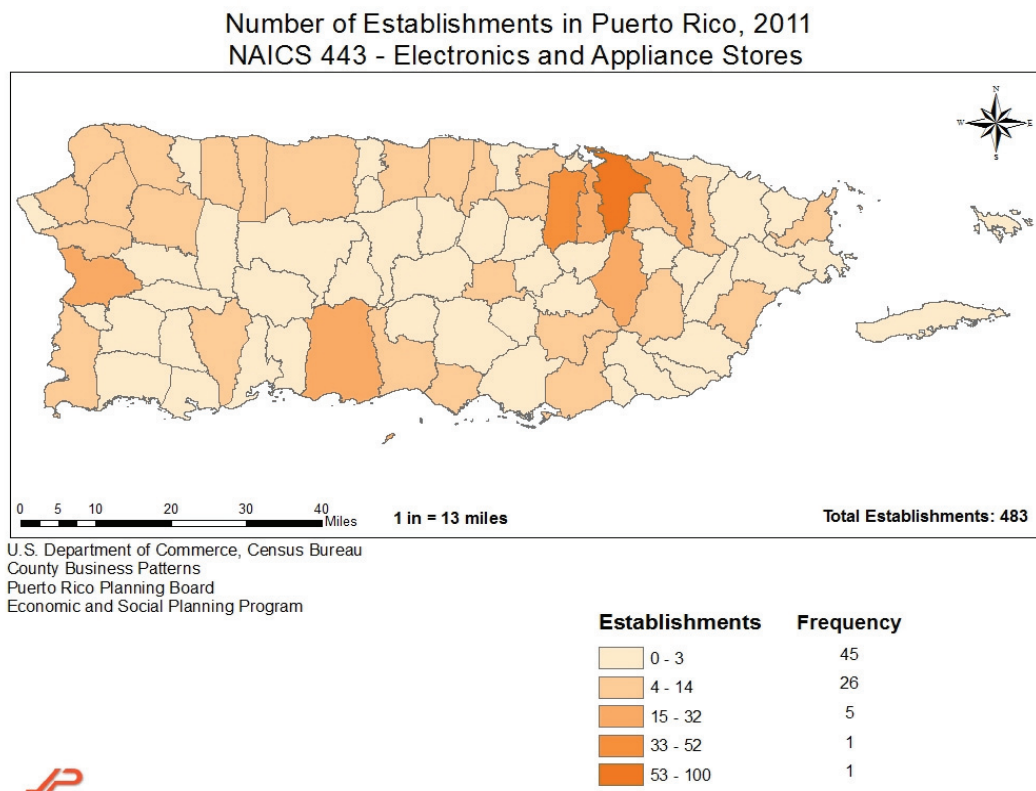 Number of Establishments in Puerto Rico, 2011
NAICS 443 - Electronics and Appliance Stores
N
W E
S
0 5 10 20 30 40
Miles
1 in = 13 miles
Total Establishments: 483
U.S. Department of Commerce, Census Bureau
County Business Patterns
Puerto Rico Planning Board
Economic and Social Planning Program
Establishments Frequency
0 - 3 45
4 - 14 26
15 - 32 5
33 - 52 1
53 - 100 1